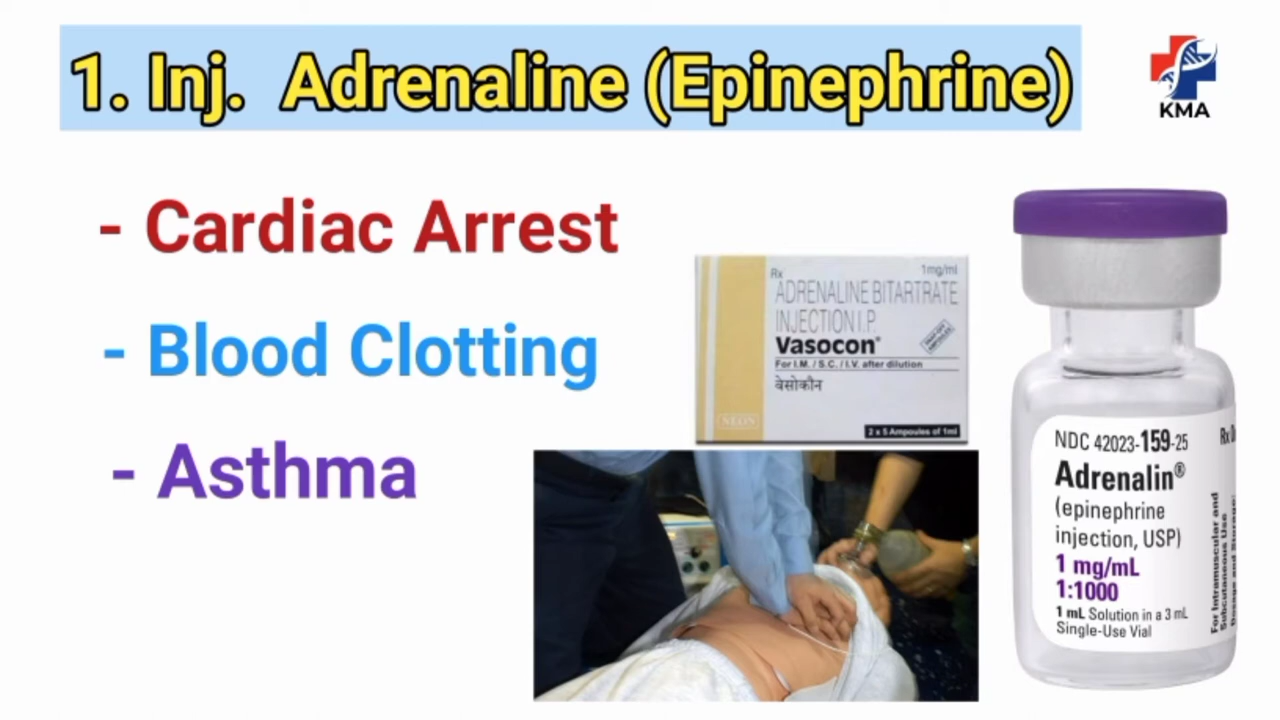 1. Inj. Adrenaline (Epinephrine)
KMA
- Cardiac Arrest
- Blood Clotting
- Asthma
Rx
1mg/ml
ADRENALINE BITARTRATE
INJECTION I.P.
Vasocon®
For I.M. / S.C. / I.V. after dilution
वेसोकौन
NEON
2 x 5 Ampoules of 1ml
NDC 42023-159-25
Adrenalin®
(epinephrine
injection, USP)
1 mg/mL
1:1000
1 mL Solution in a 3 mL
Single-Use Vial
For Intramuscular and
Subcutaneous Use